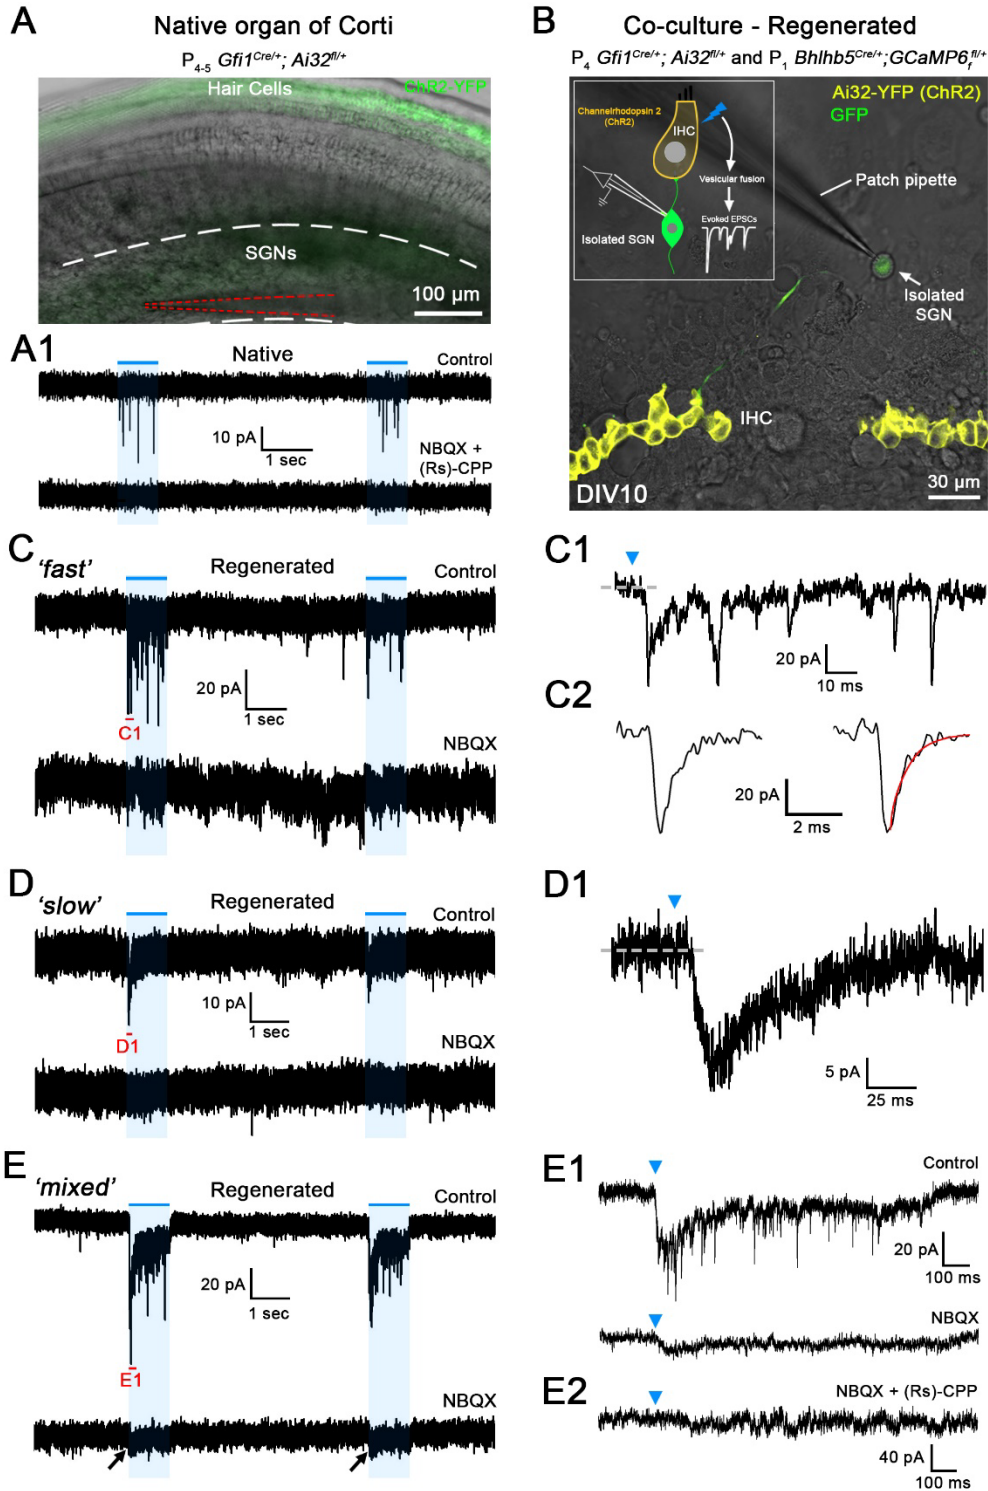 A
Native organ of Corti
P4-5 Gfi1Cre/+; Ai32fl/+
Hair Cells
ChR2-YFP
SGNs
100 µm
B
Co-culture - Regenerated
P4 Gfi1Cre/+; Ai32fl/+ and P1 Bhlhb5Cre/+;GCaMP6ffl/+
Ai32-YFP (ChR2)
GFP
Channelrhodopsin 2
(ChR2)
IHC
Vesicular fusion
Evoked EPSCs
Isolated SGN
Patch pipette
Isolated
SGN
IHC
DIV10
30 µm
A1
Native
Control
10 pA
1 sec
NBQX +
(Rs)-CPP
C
'fast'
Regenerated
Control
20 pA
1 sec
C1
NBQX
C1
20 pA
10 ms
C2
20 pA
2 ms
D
'slow'
Regenerated
Control
10 pA
1 sec
D1
NBQX
D1
5 pA
25 ms
E
'mixed'
Regenerated
Control
20 pA
1 sec
E1
NBQX
E1
Control
20 pA
100 ms
NBQX
E2
NBQX + (Rs)-CPP
40 pA
100 ms